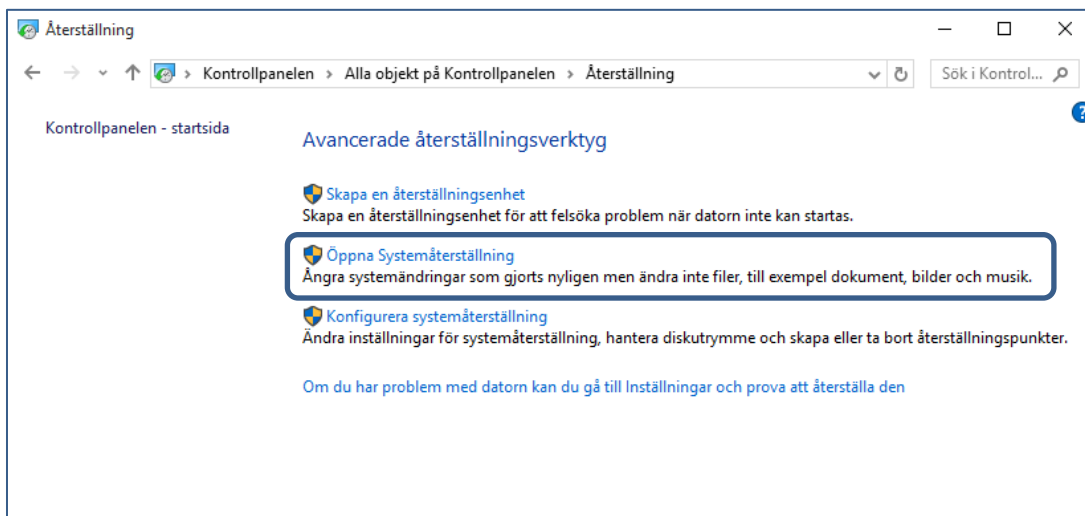 Återställning
Kontrollpanelen › Alla objekt på Kontrollpanelen › Återställning
Sök i Kontrol...
?
Kontrollpanelen - startsida
Avancerade återställningsverktyg
Skapa en återställningsenhet
Skapa en återställningsenhet för att felsöka problem när datorn inte kan startas.
Öppna Systemåterställning
Ångra systemändringar som gjorts nyligen men ändra inte filer, till exempel dokument, bilder och musik.
Konfigurera systemåterställning
Ändra inställningar för systemåterställning, hantera diskutrymme och skapa eller ta bort återställningspunkter.
Om du har problem med datorn kan du gå till Inställningar och prova att återställa den